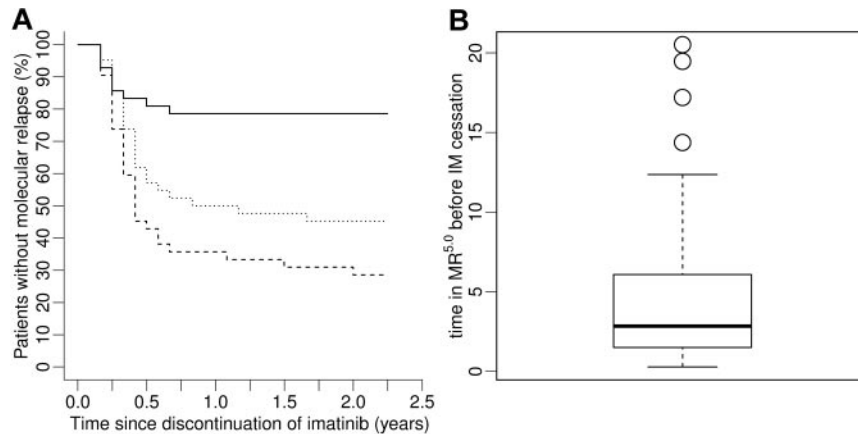 A
Patients without molecular relapse (%)
100
90
80
70
60
50
40
30
20
10
0
0.0 0.5 1.0 1.5 2.0 2.5
Time since discontinuation of imatinib (years)
B
time in MR^5.0 before IM cessation
20
15
10
5
0